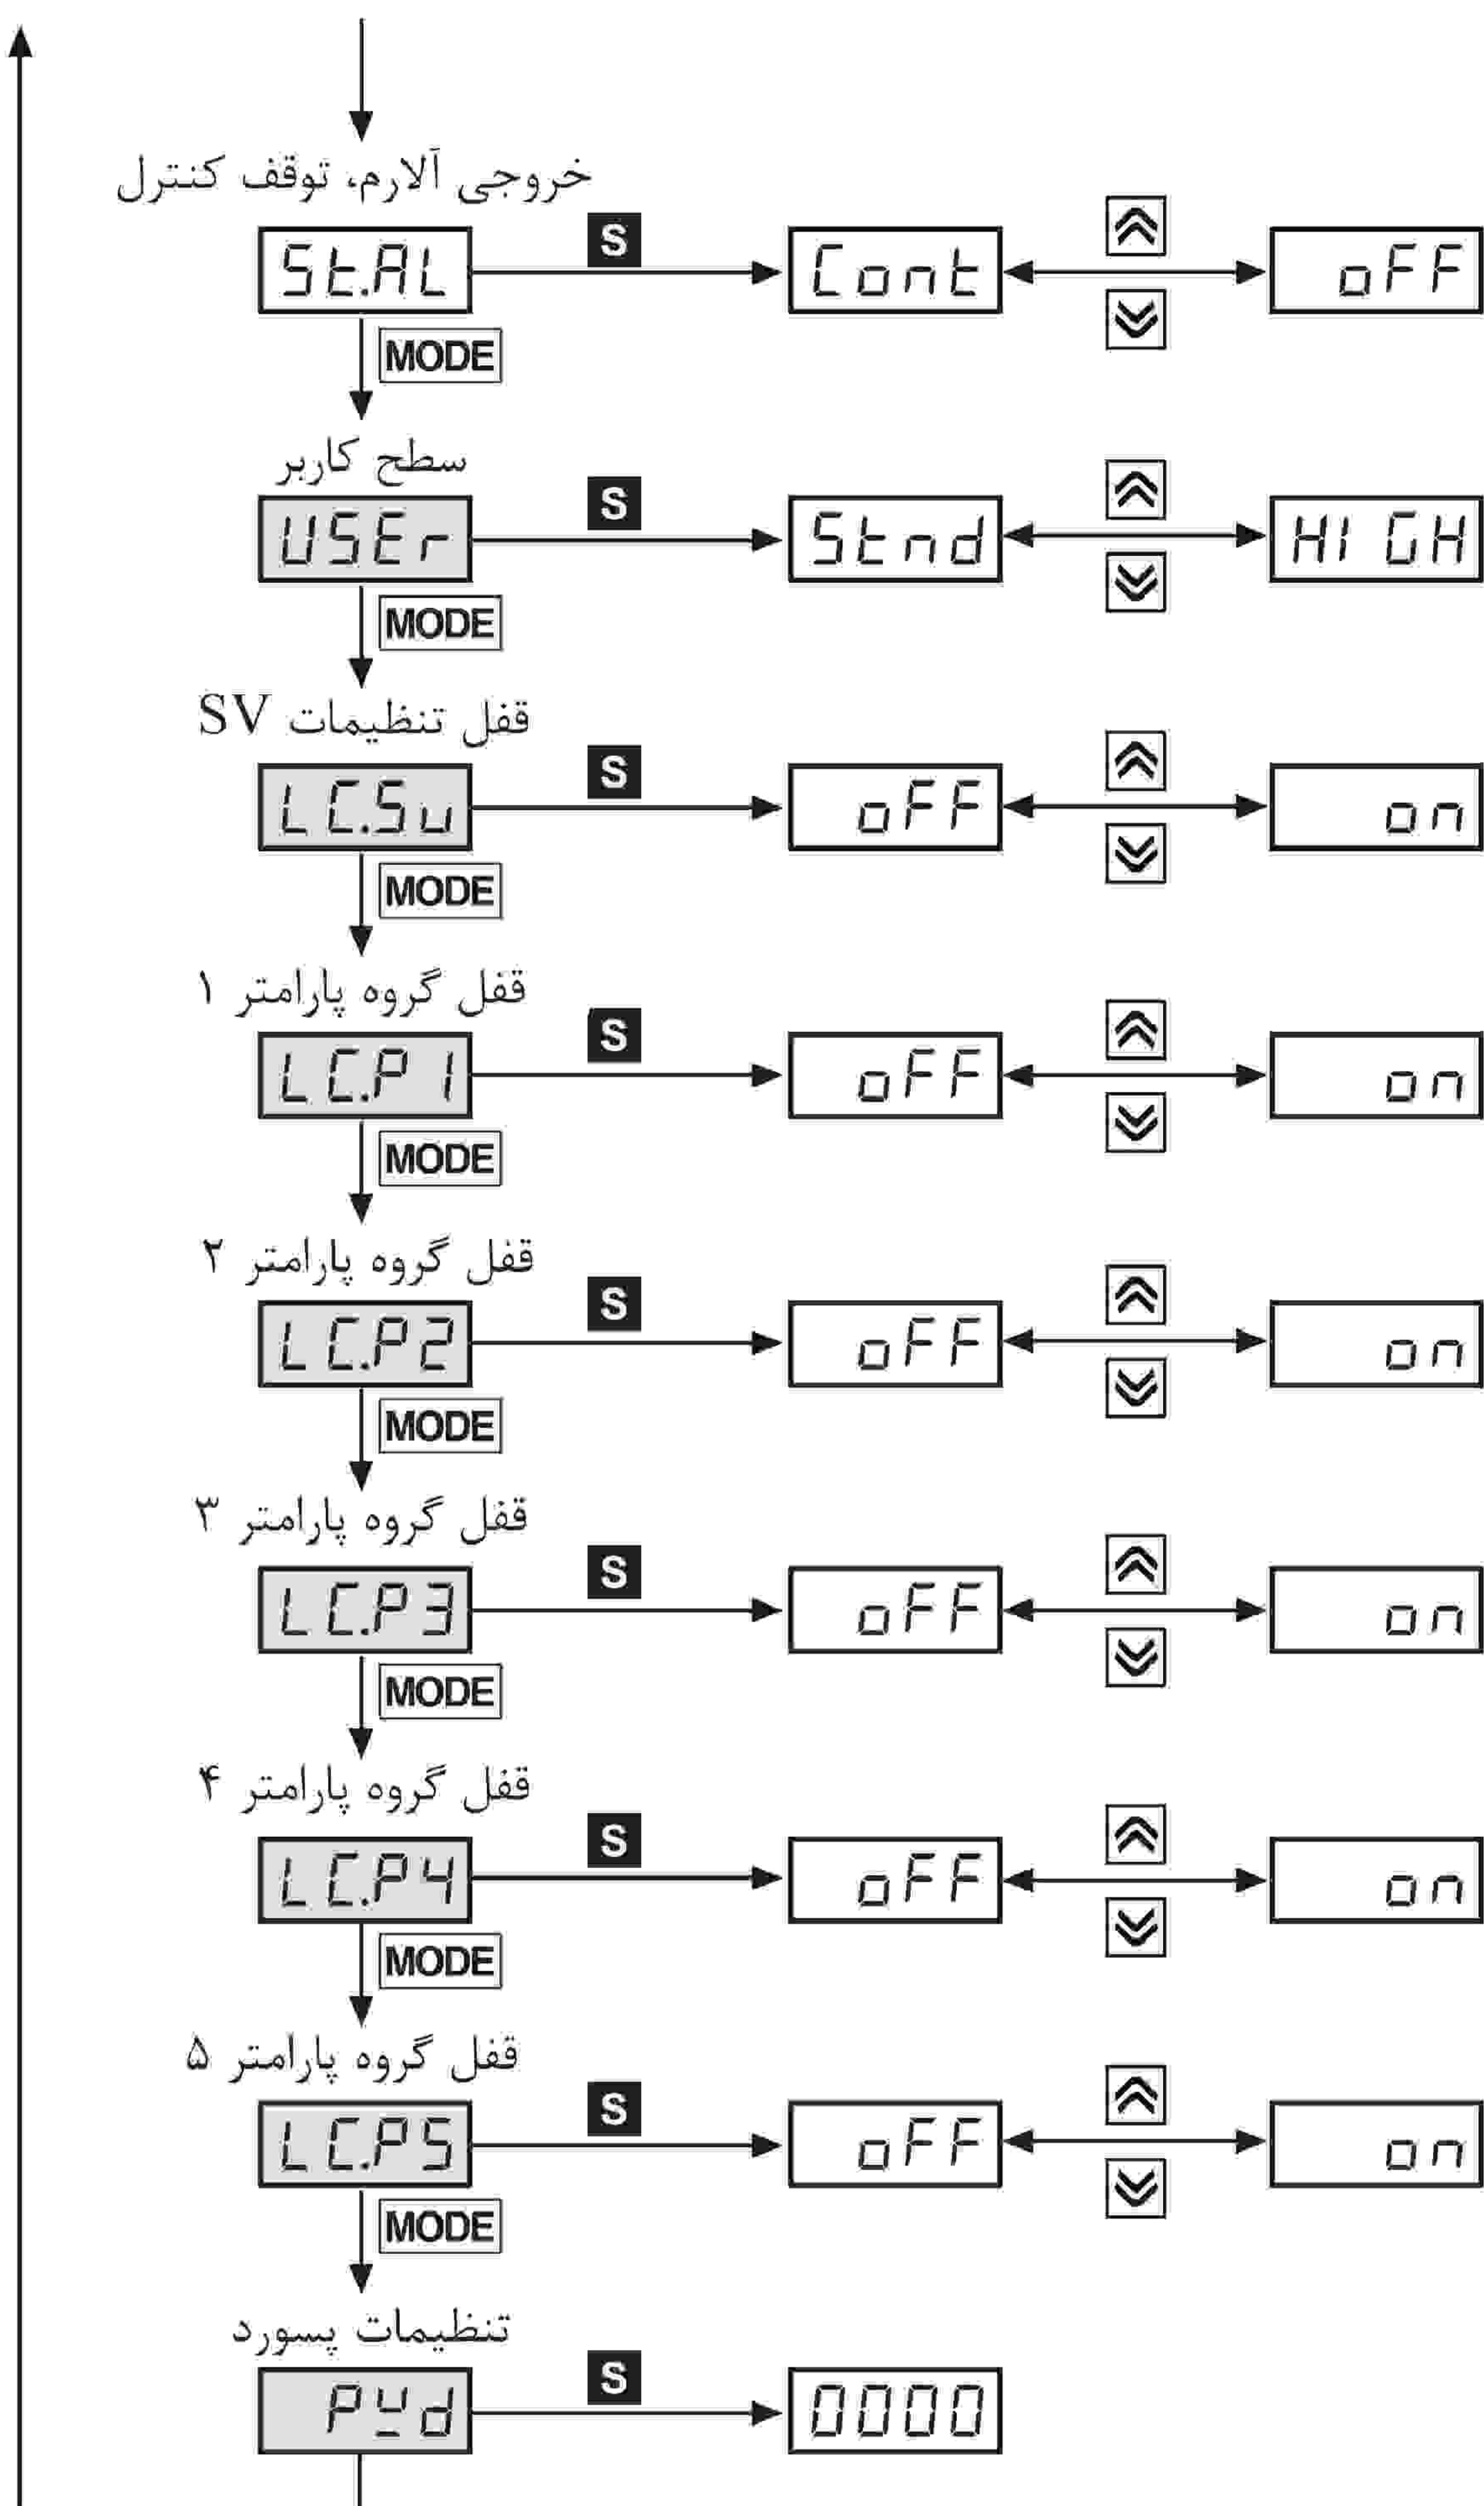 خروجی آلارم، توقف کنترل
St.AL S Cont oFF
MODE
سطح کاربر
USEr S Stnd HIGH
MODE
قفل تنظیمات SV
LC.Su S oFF on
MODE
قفل گروه پارامتر ۱
LC.P1 S oFF on
MODE
قفل گروه پارامتر ۲
LC.P2 S oFF on
MODE
قفل گروه پارامتر ۳
LC.P3 S oFF on
MODE
قفل گروه پارامتر ۴
LC.P4 S oFF on
MODE
قفل گروه پارامتر ۵
LC.P5 S oFF on
MODE
تنظیمات پسورد
PWd S 0000